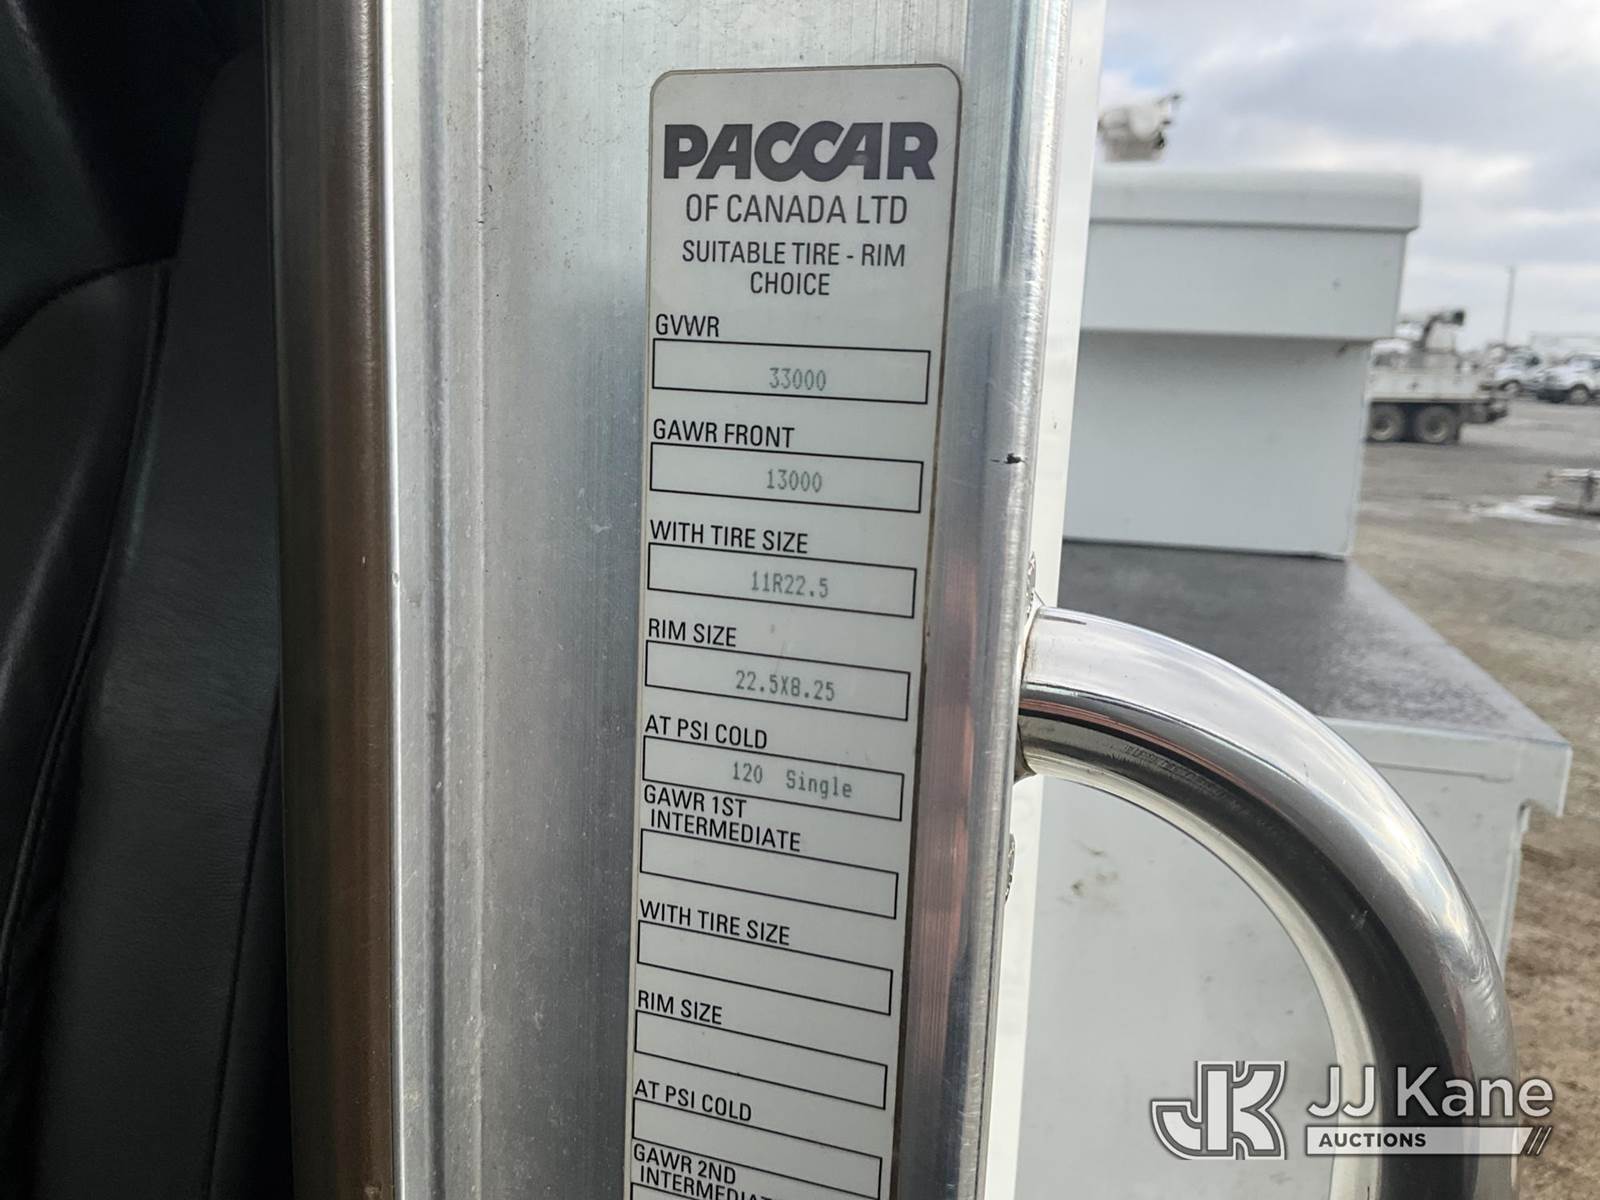 PACCAR
OF CANADA LTD
SUITABLE TIRE - RIM
CHOICE
GVWR
33000
GAWR FRONT
13000
WITH TIRE SIZE
11R22.5
RIM SIZE
22.5X8.25
AT PSI COLD
120 Single
GAWR 1ST
INTERMEDIATE
WITH TIRE SIZE
RIM SIZE
AT PSI COLD
GAWR 2ND
INTERMEDIATE
JK JJ Kane
AUCTIONS